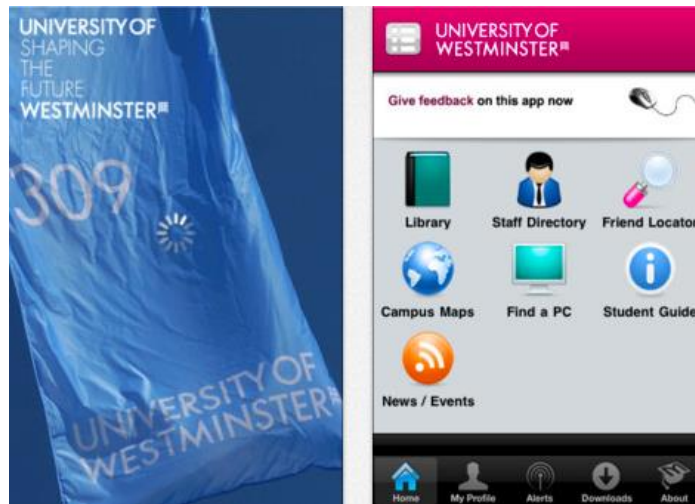 UNIVERSITY OF
SHAPING
THE
FUTURE
WESTMINSTER
309
UNIVERSITY OF
WESTMINSTER
UNIVERSITY OF
WESTMINSTER
Give feedback on this app now
Library
Staff Directory
Friend Locator
Campus Maps
Find a PC
Student Guide
News / Events
Home
My Profile
Alerts
Downloads
About